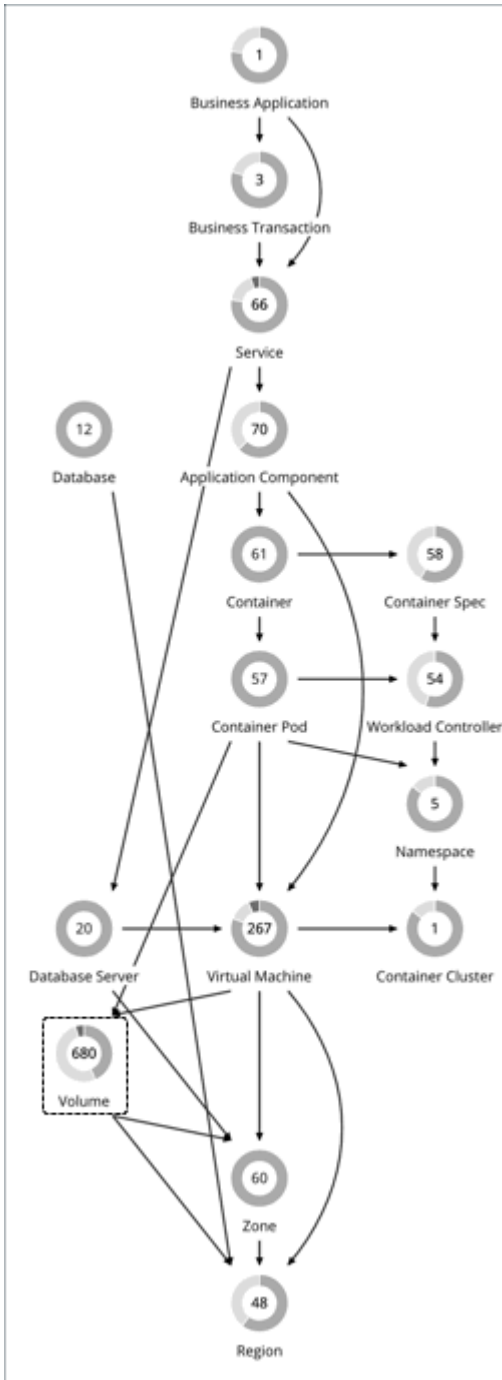 1
Business Application
3
Business Transaction
66
Service
12
Database
70
Application Component
61
Container
58
Container Spec
57
Container Pod
54
Workload Controller
5
Namespace
20
Database Server
267
Virtual Machine
1
Container Cluster
680
Volume
60
Zone
48
Region